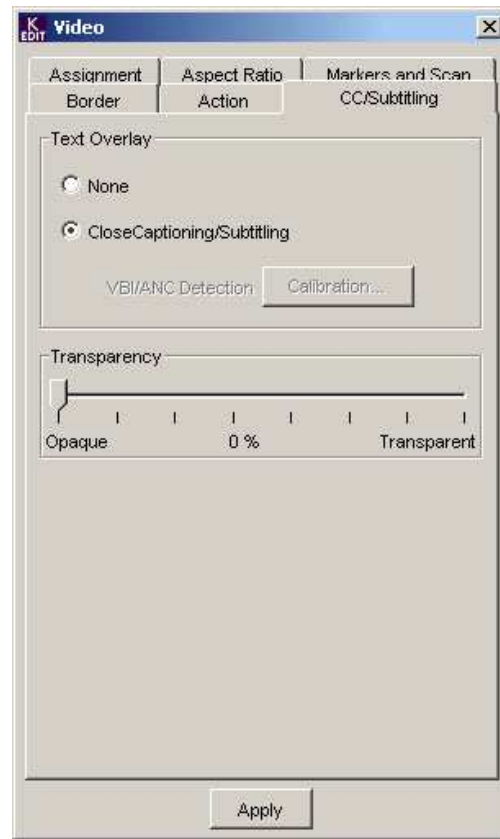 K
EDIT
Video
Assignment
Aspect Ratio
Markers and Scan
Border
Action
CC/Subtitling
Text Overlay
None
CloseCaptioning/Subtitling
VBI/ANC Detection
Calibration...
Transparency
Opaque
0 %
Transparent
Apply